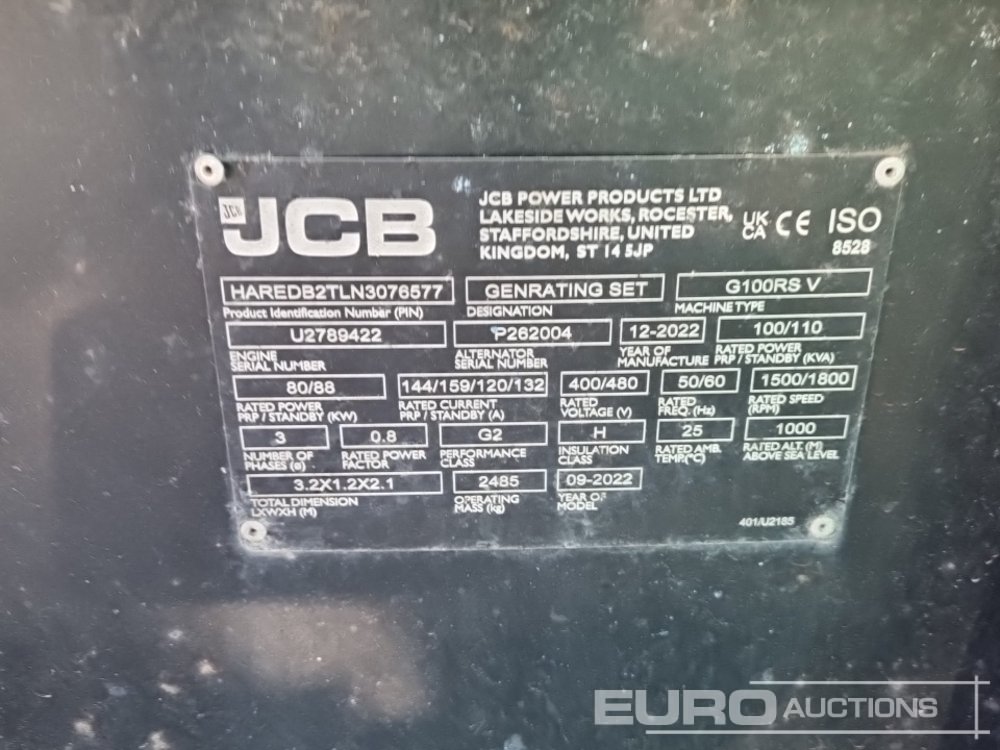 JCB
JCB
JCB POWER PRODUCTS LTD
LAKESIDE WORKS, ROCESTER,
STAFFORDSHIRE, UNITED
KINGDOM, ST 14 5JP
UK
CA
CE
ISO
8528
HAREDB2TLN3076577
GENRATING SET
G100RS V
Product Identification Number (PIN)
DESIGNATION
MACHINE TYPE
U2789422
P262004
12-2022
100/110
ENGINE
SERIAL NUMBER
ALTERNATOR
SERIAL NUMBER
YEAR OF
MANUFACTURE
RATED POWER
PRP / STANDBY (KVA)
80/88
144/159/120/132
400/480
50/60
1500/1800
RATED POWER
PRP / STANDBY (KW)
RATED CURRENT
PRP / STANDBY (A)
RATED
VOLTAGE (V)
RATED
FREQ. (Hz)
RATED SPEED
(RPM)
3
0.8
G2
H
25
1000
NUMBER OF
PHASES (ø)
RATED POWER
FACTOR
PERFORMANCE
CLASS
INSULATION
CLASS
RATED AMB.
TEMP.(°C)
RATED ALT. (M)
ABOVE SEA LEVEL
3.2X1.2X2.1
2485
09-2022
TOTAL DIMENSION
LXWXH (M)
OPERATING
MASS (kg)
YEAR OF
MODEL
401/U2185
EURO AUCTIONS